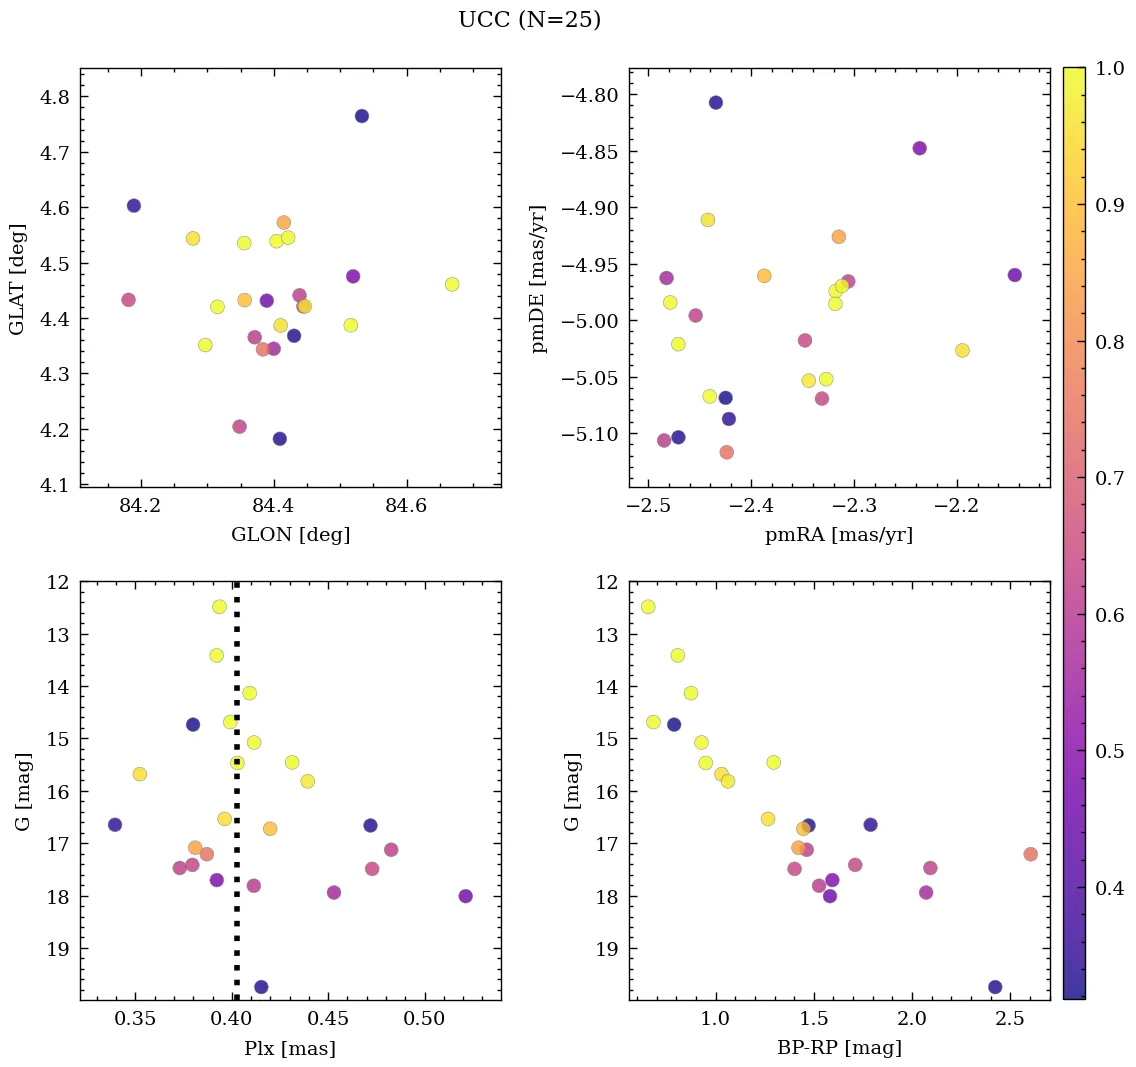 UCC (N=25)
4.8
4.7
4.6
4.5
4.4
4.3
4.2
4.1
GLAT [deg]
84.2 84.4 84.6
GLON [deg]
−4.80
−4.85
−4.90
−4.95
−5.00
−5.05
−5.10
pmDE [mas/yr]
−2.5 −2.4 −2.3 −2.2
pmRA [mas/yr]
12
13
14
15
16
17
18
19
G [mag]
0.35 0.40 0.45 0.50
Plx [mas]
12
13
14
15
16
17
18
19
G [mag]
1.0 1.5 2.0 2.5
BP-RP [mag]
1.0
0.9
0.8
0.7
0.6
0.5
0.4